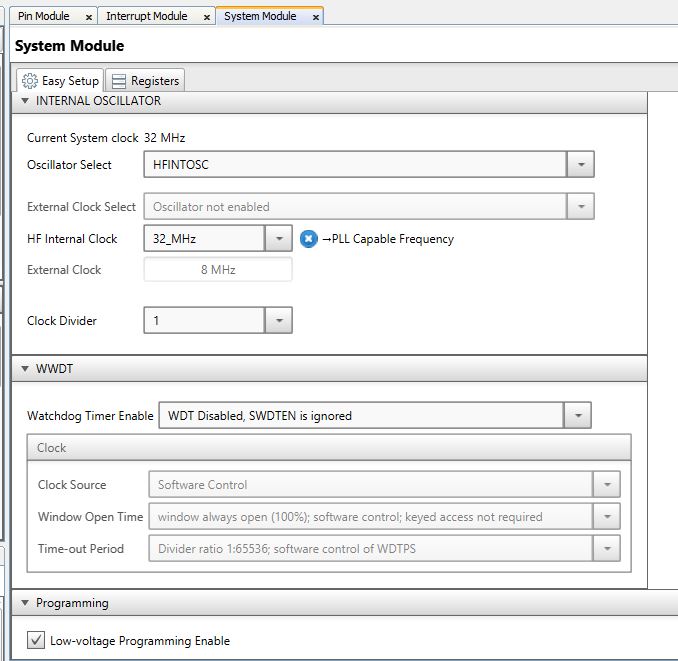 Pin Module x Interrupt Module x System Module x
System Module
Easy Setup Registers
INTERNAL OSCILLATOR
Current System clock 32 MHz
Oscillator Select HFINTOSC
External Clock Select Oscillator not enabled
HF Internal Clock 32_MHz →PLL Capable Frequency
External Clock 8 MHz
Clock Divider 1
WWDT
Watchdog Timer Enable WDT Disabled, SWDTEN is ignored
Clock
Clock Source Software Control
Window Open Time window always open (100%); software control; keyed access not required
Time-out Period Divider ratio 1:65536; software control of WDTPS
Programming
Low-voltage Programming Enable